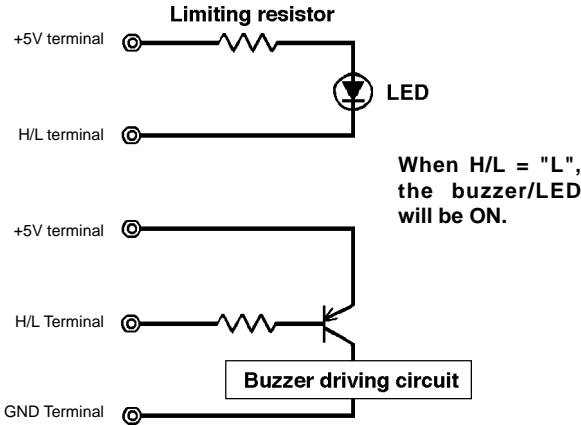 Limiting resistor
+5V terminal
LED
H/L terminal
When H/L = "L",
the buzzer/LED
will be ON.
+5V terminal
H/L Terminal
Buzzer driving circuit
GND Terminal